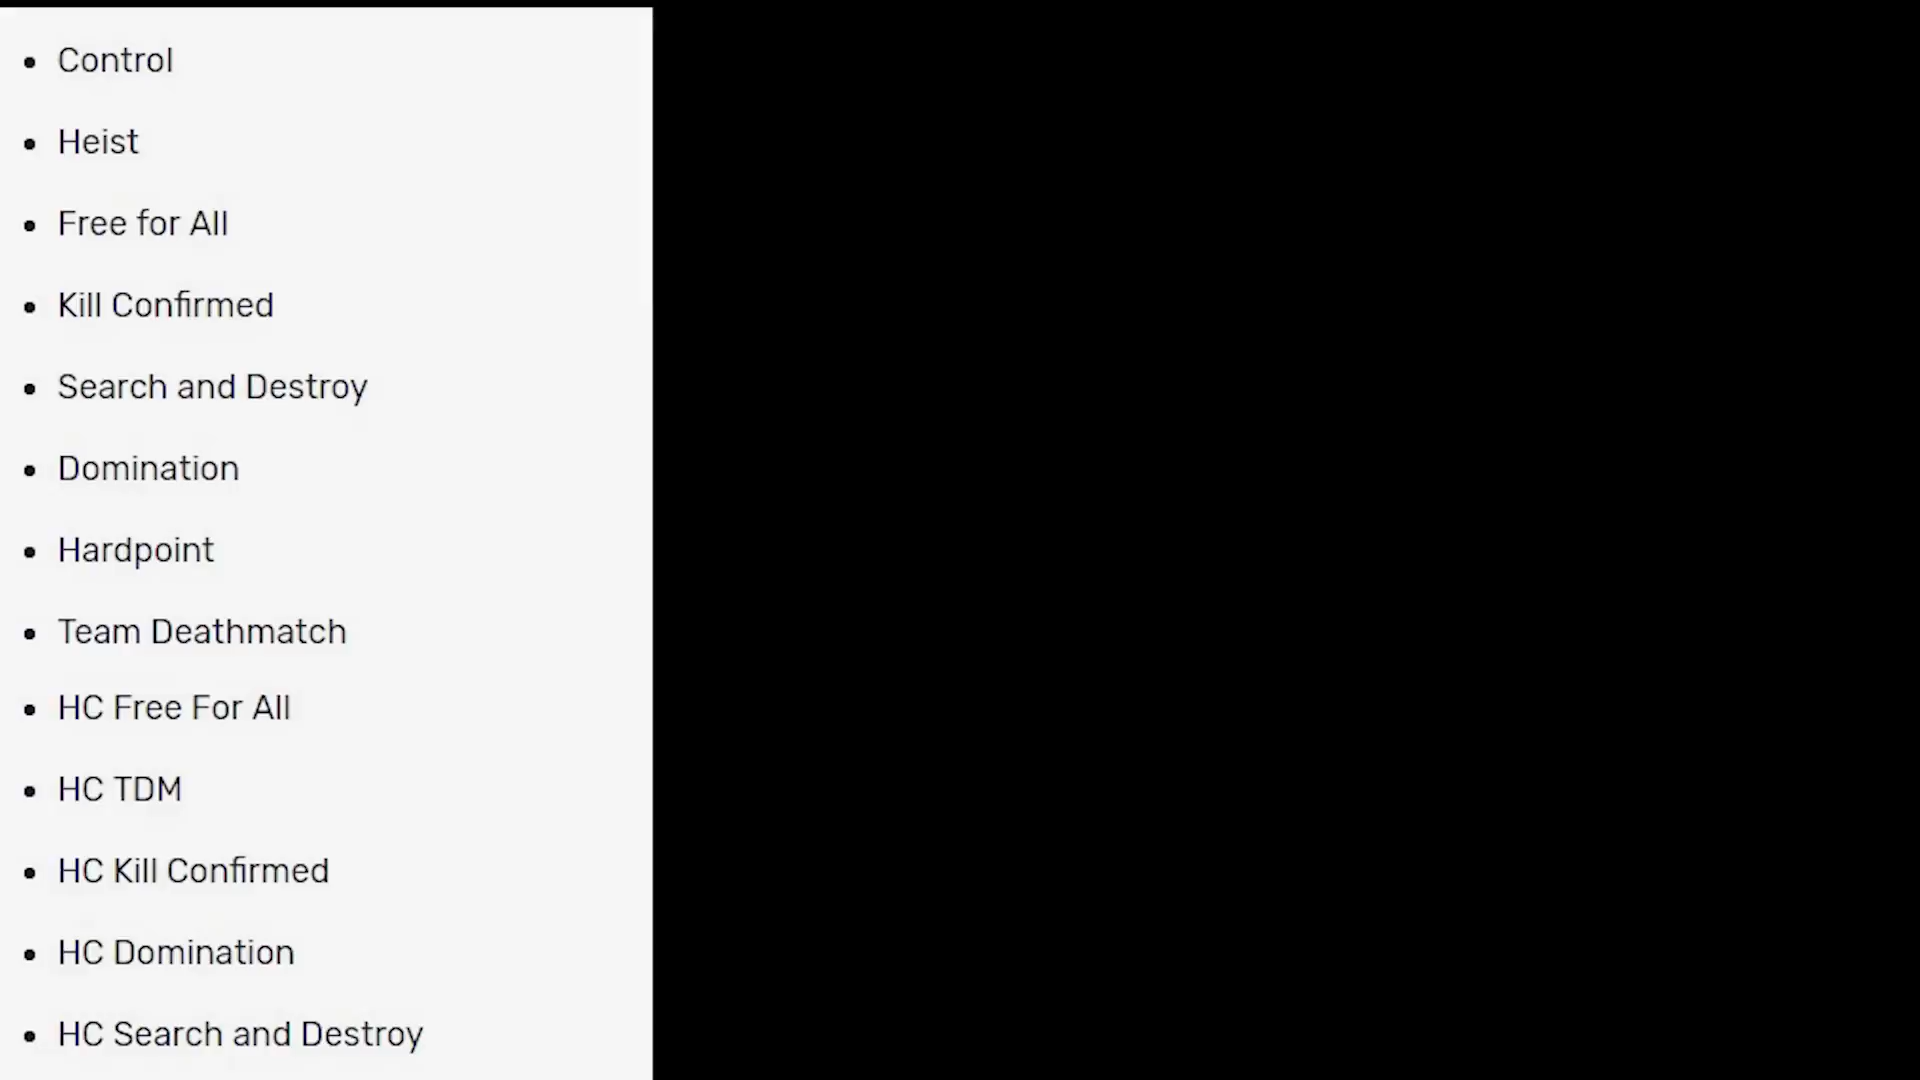 • Control
• Heist
• Free for All
• Kill Confirmed
• Search and Destroy
• Domination
• Hardpoint
• Team Deathmatch
• HC Free For All
• HC TDM
• HC Kill Confirmed
• HC Domination
• HC Search and Destroy